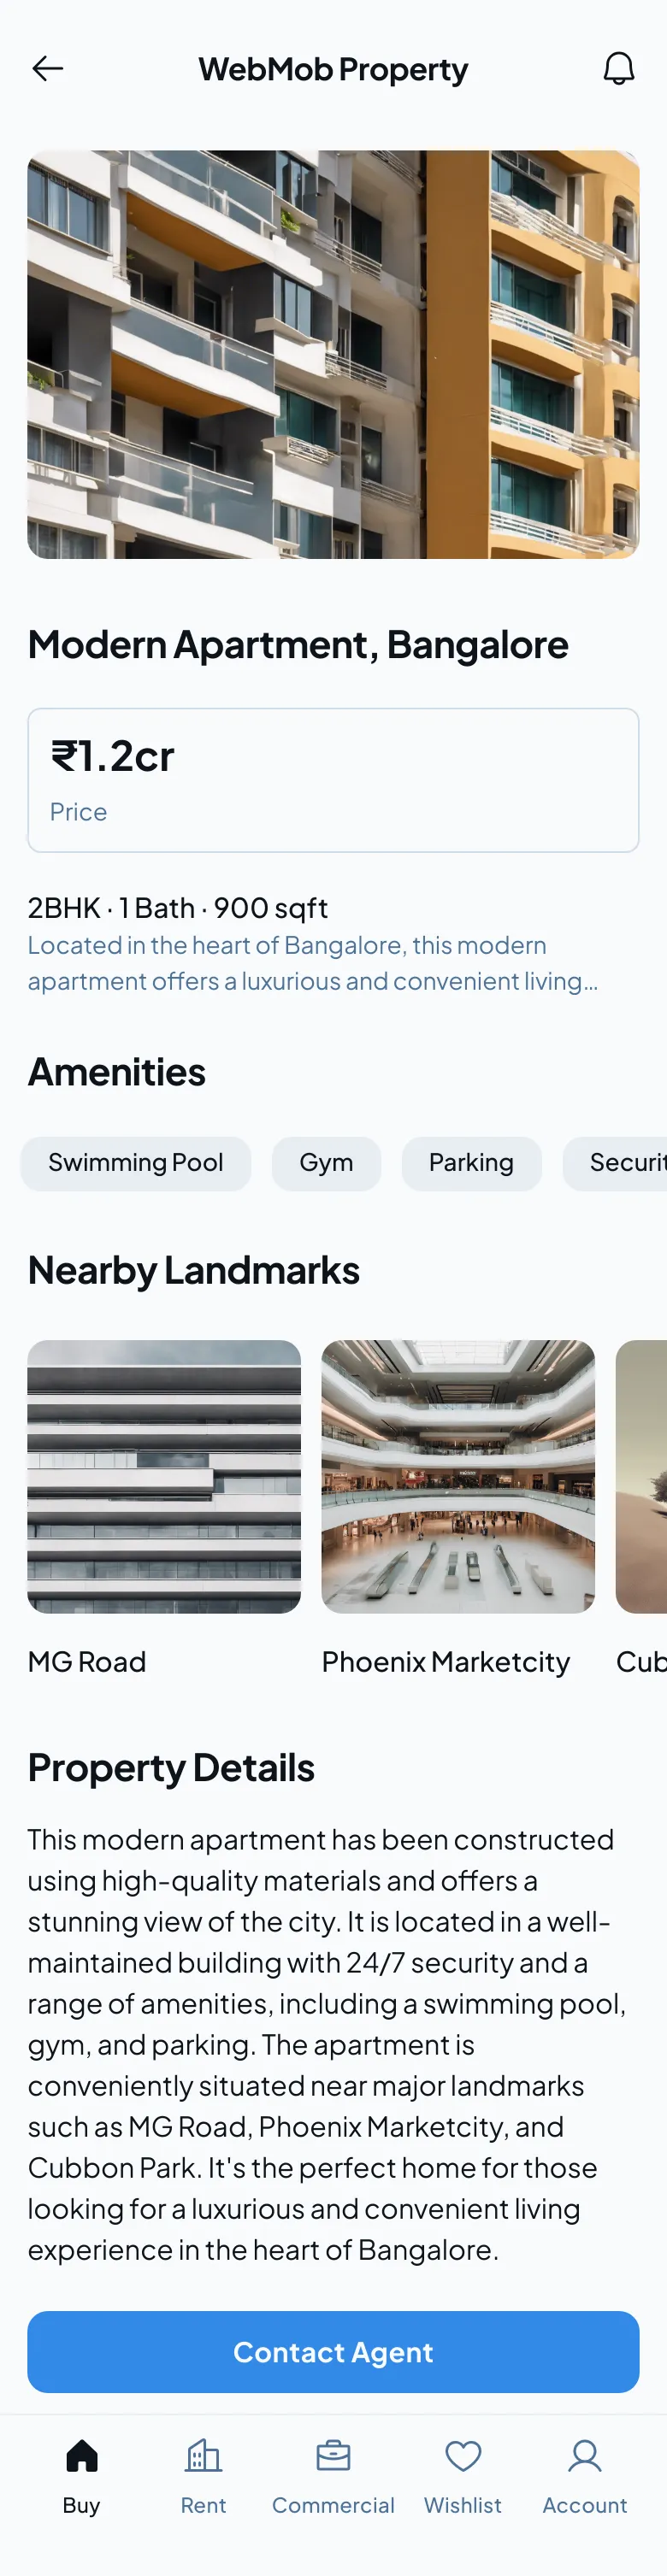 WebMob Property
Modern Apartment, Bangalore
₹1.2cr
Price
2BHK · 1 Bath · 900 sqft
Located in the heart of Bangalore, this modern
apartment offers a luxurious and convenient living...
Amenities
Swimming Pool Gym Parking Securit
Nearby Landmarks
MG Road Phoenix Marketcity Cub
Property Details
This modern apartment has been constructed
using high-quality materials and offers a
stunning view of the city. It is located in a well-
maintained building with 24/7 security and a
range of amenities, including a swimming pool,
gym, and parking. The apartment is
conveniently situated near major landmarks
such as MG Road, Phoenix Marketcity, and
Cubbon Park. It's the perfect home for those
looking for a luxurious and convenient living
experience in the heart of Bangalore.
Contact Agent
Buy Rent Commercial Wishlist Account